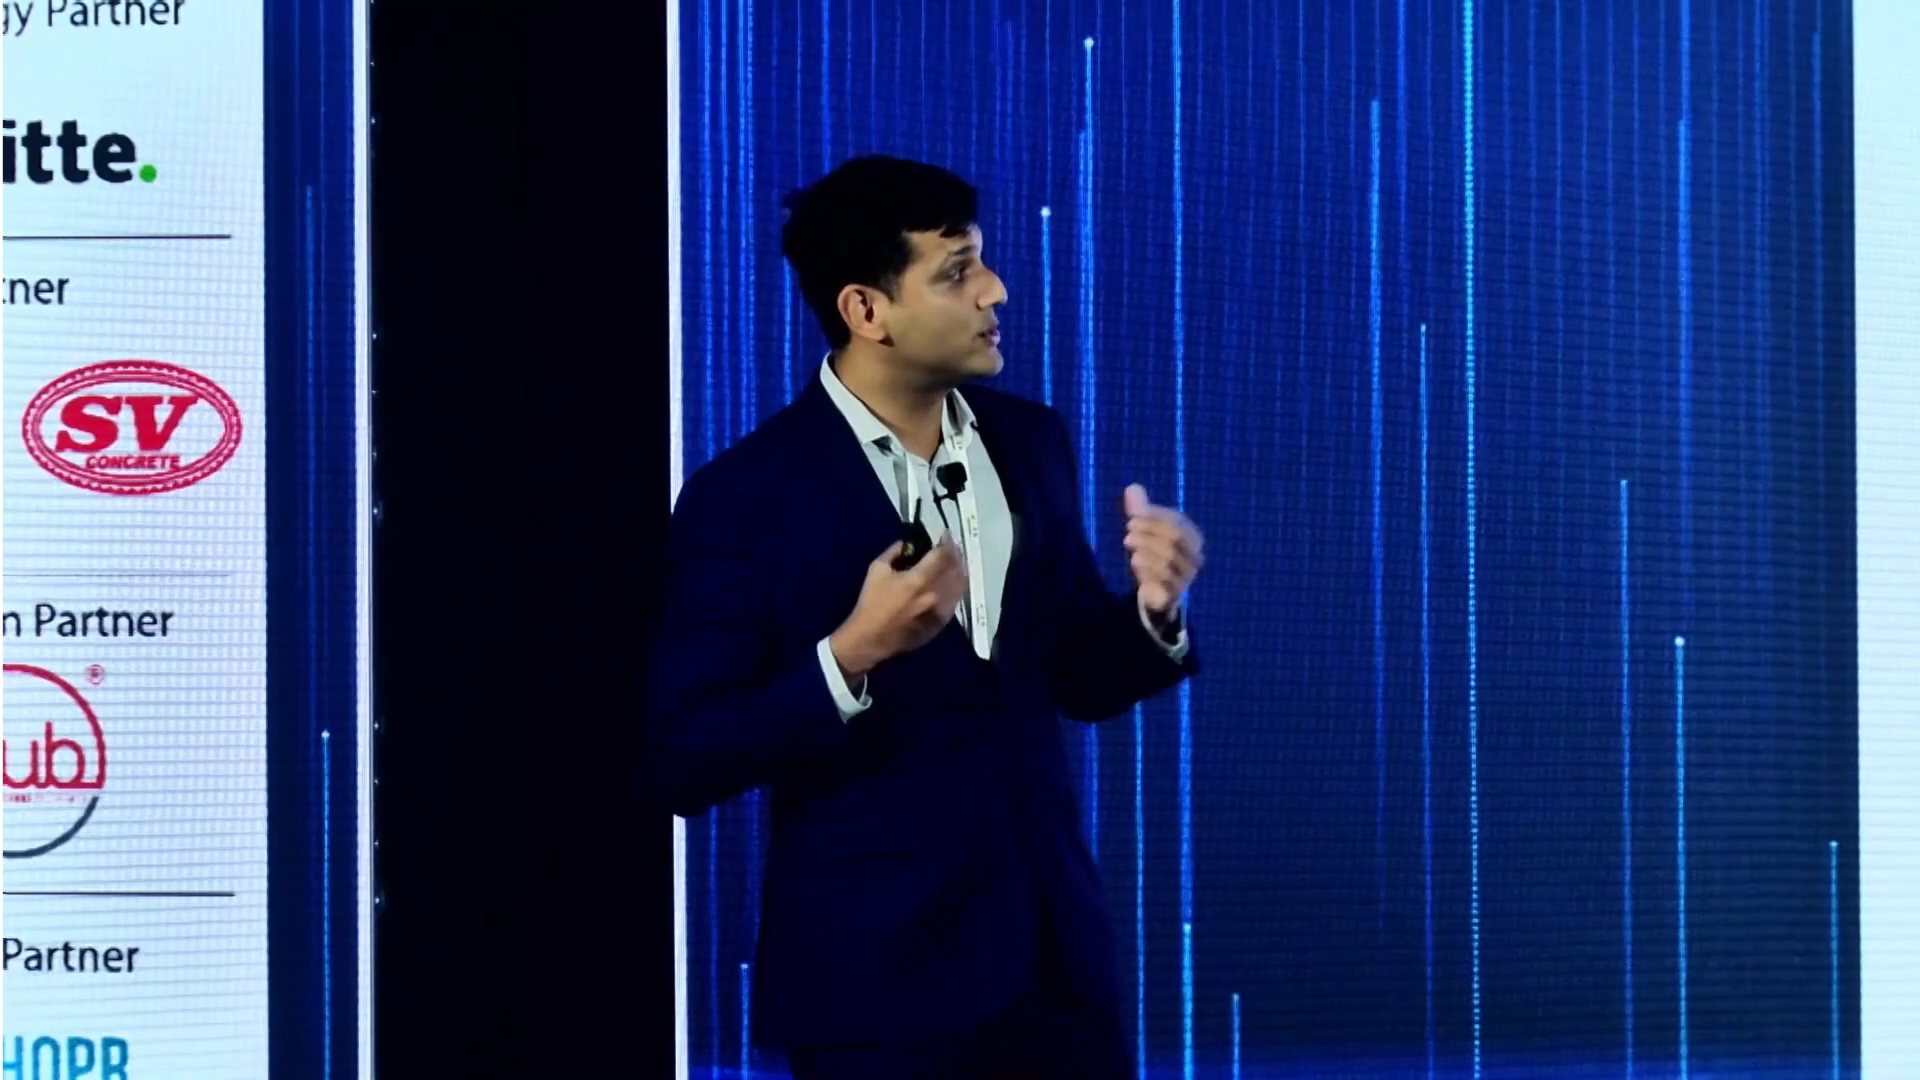 gy Partner
itte.
tner
SV
CONCRETE
n Partner
®
ub
Partner
HOPR